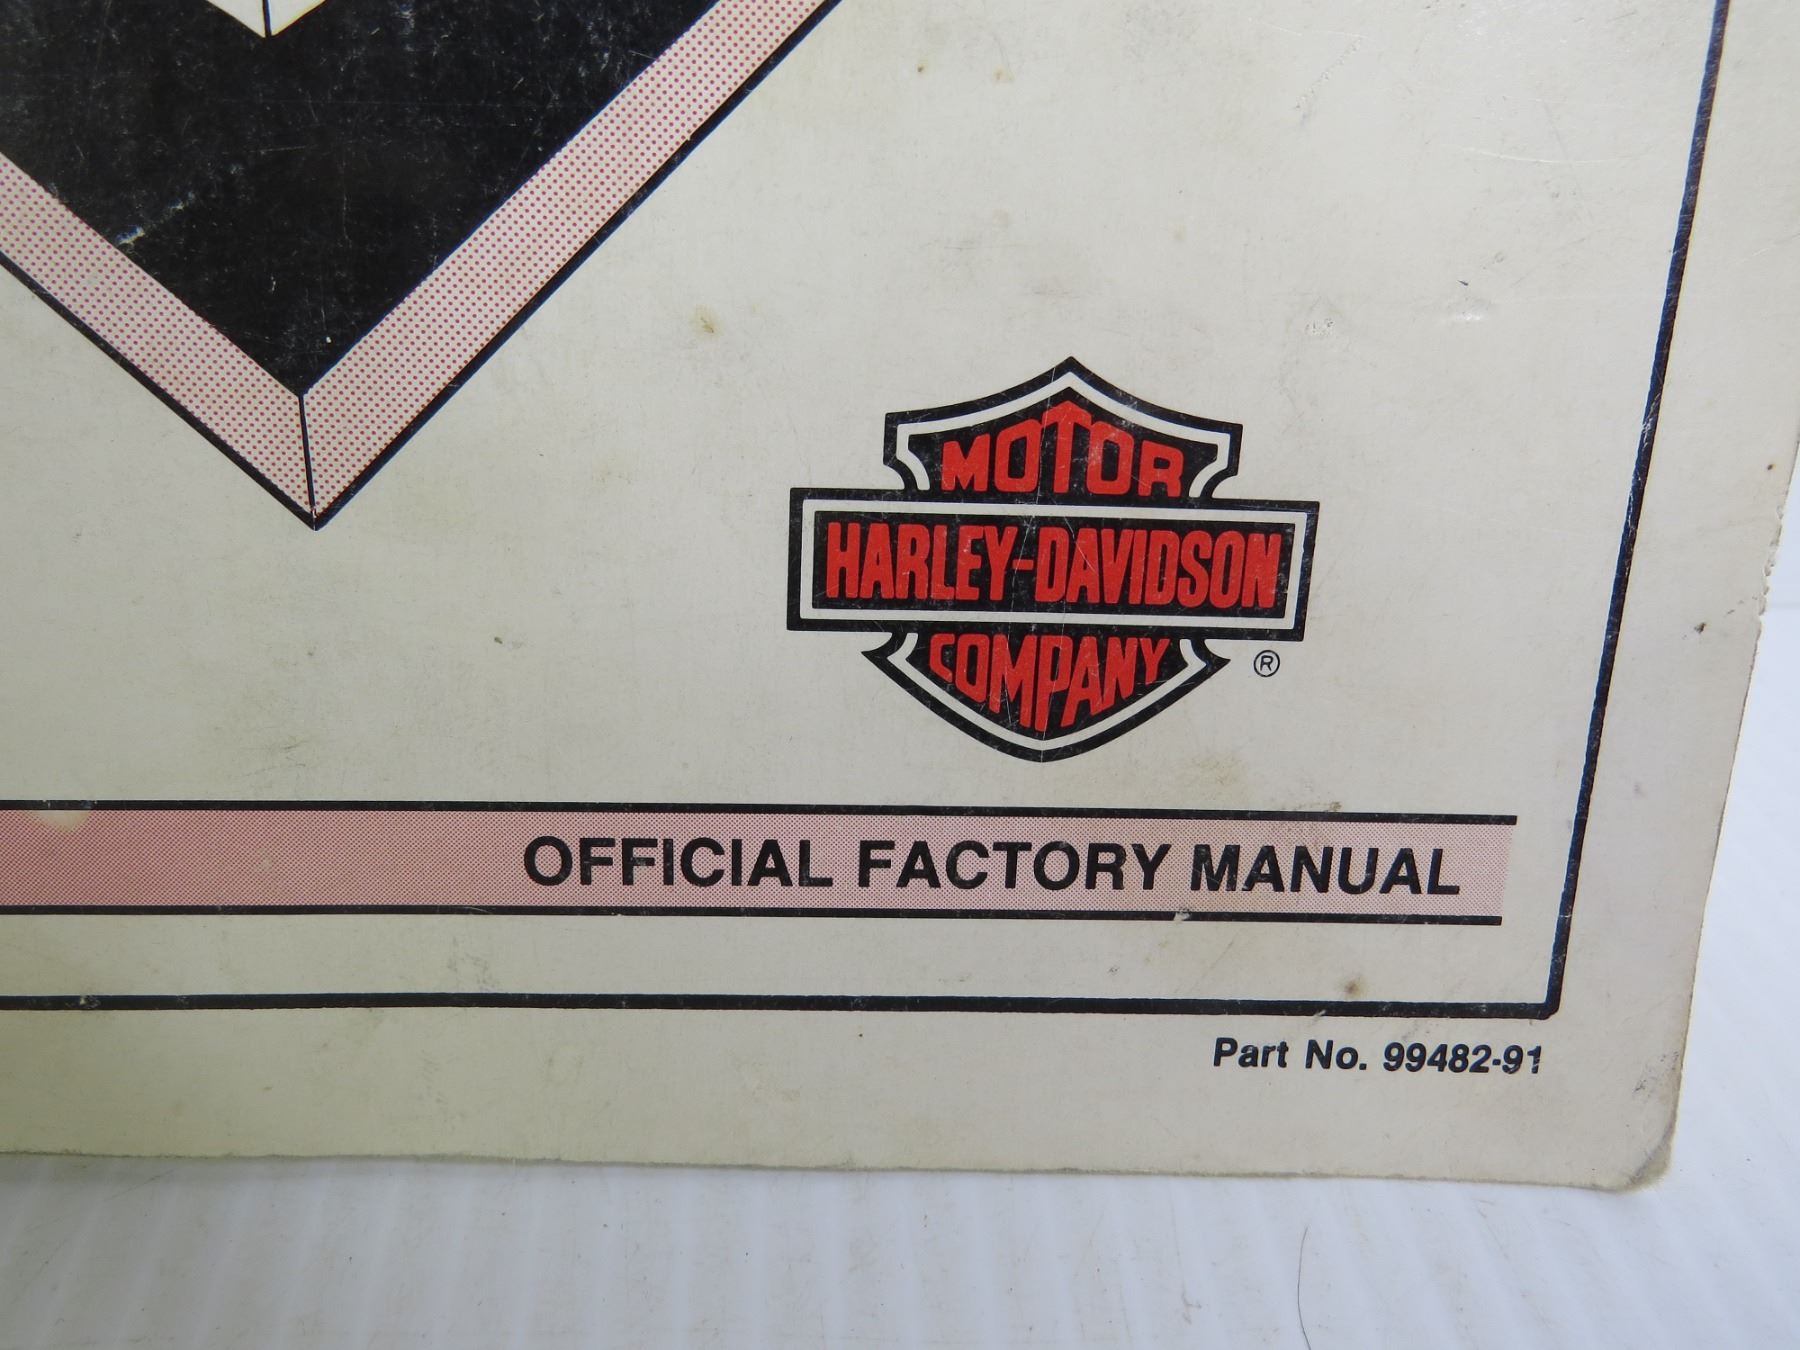 MOTOR
HARLEY-DAVIDSON
COMPANY
®
OFFICIAL FACTORY MANUAL
Part No. 99482-91